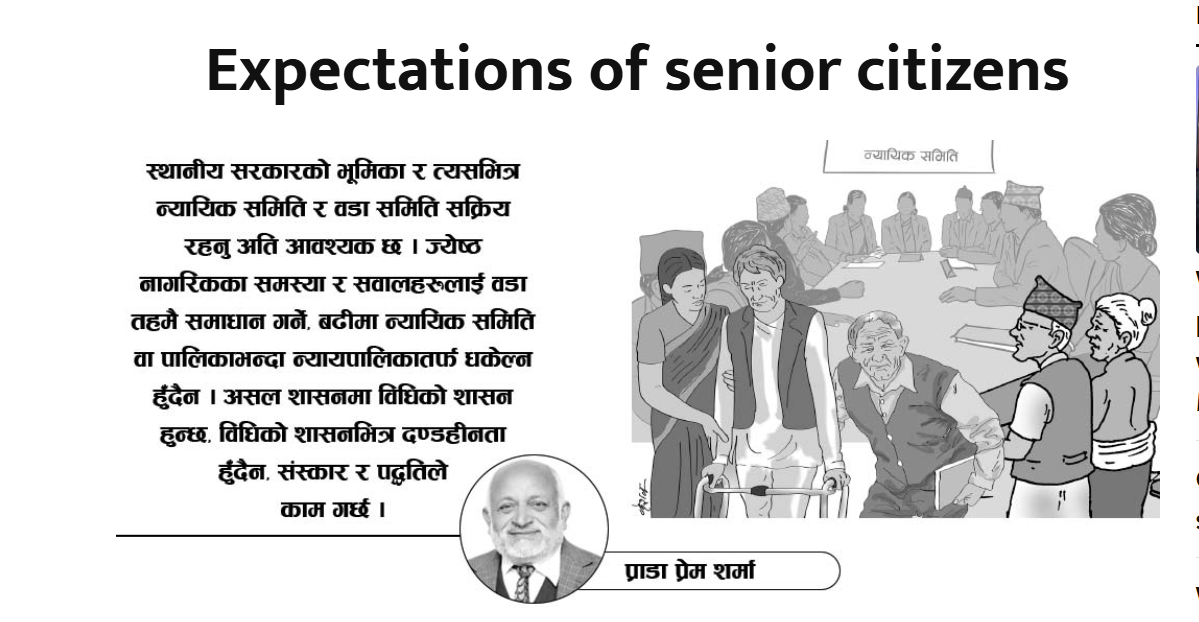 Expectations of senior citizens
न्यायिक समिति
स्थानीय सरकारको भूमिका र त्यसभित्र
न्यायिक समिति र वडा समिति सक्रिय
रहनु अति आवश्यक छ । ज्येष्ठ
नागरिकका समस्या र सवालहरूलाई वडा
तहमै समाधान गर्ने, बढीमा न्यायिक समिति
वा पालिकाभन्दा न्यायपालिकातर्फ धकेल्न
हुँदैन । असल शासनमा विधिको शासन
हुन्छ, विधिको शासनभित्र दण्डहीनता
हुँदैन, संस्कार र पद्धतिले
काम गर्छ ।
प्राडा प्रेम शर्मा